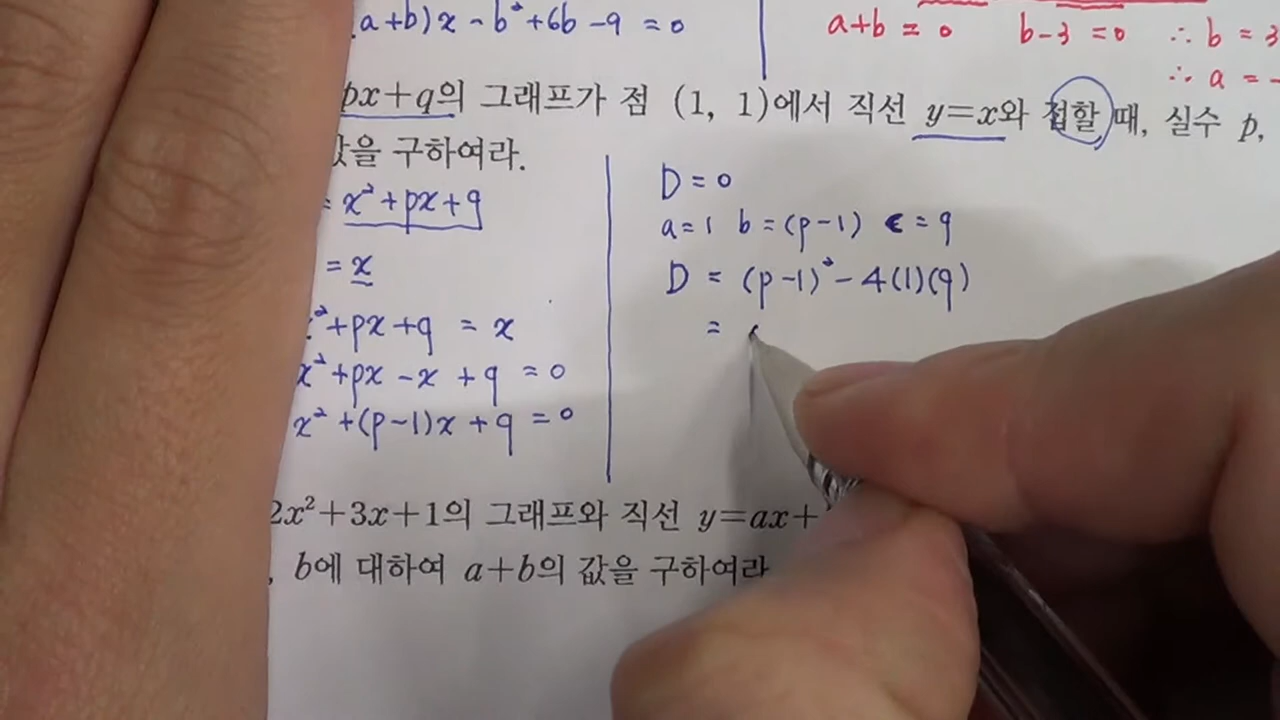 a+b)x - b²+6b-9 = 0
a+b = 0 b-3 = 0 ∴ b = 3
∴ a = -
px+q의 그래프가 점 (1, 1)에서 직선 y=x와 접할 때, 실수 p,
값을 구하여라.
= x²+px+q
= x
x²+px+q = x
x²+px-x+q = 0
x²+(p-1)x+q = 0
D = 0
a=1 b=(p-1) c=q
D = (p-1)²-4(1)(q)
=
2x²+3x+1의 그래프와 직선 y=ax+
, b에 대하여 a+b의 값을 구하여라